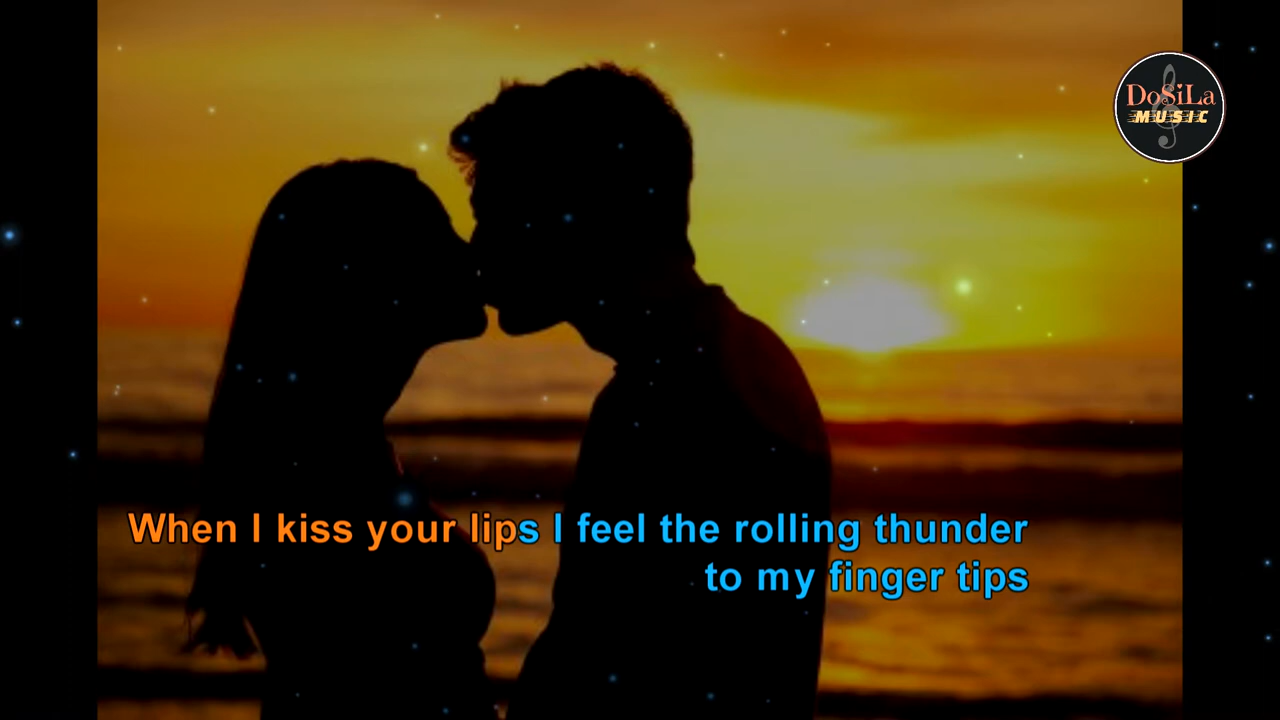 DoSiLa
MUSIC
When I kiss your lips I feel the rolling thunder
to my finger tips